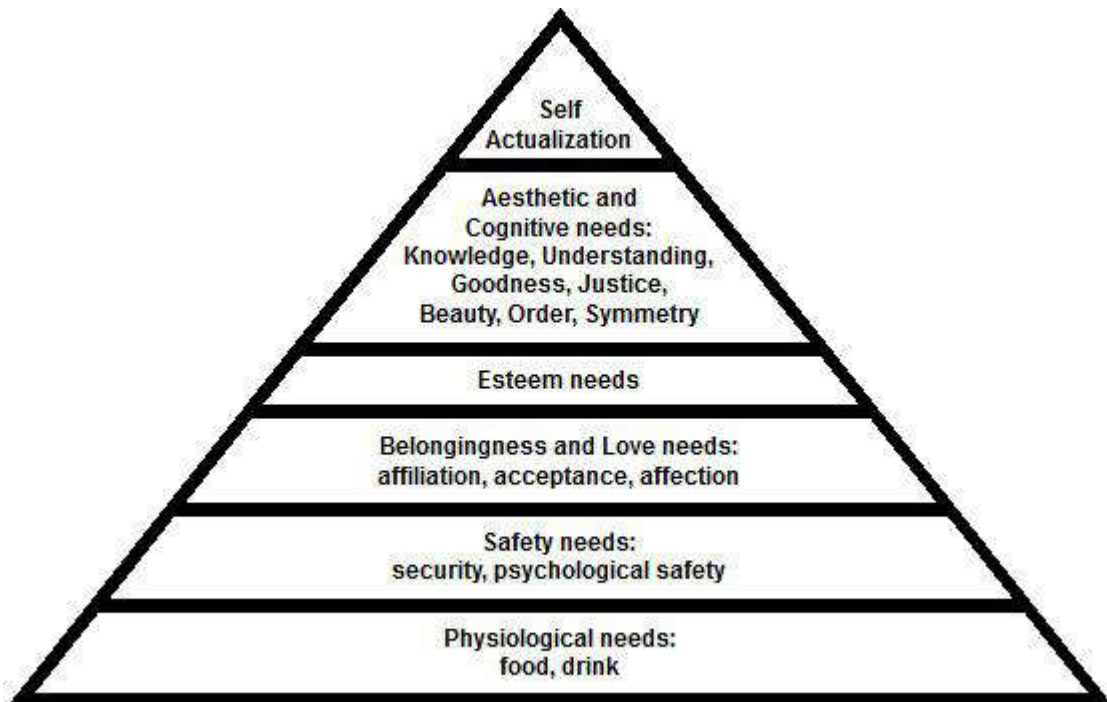 Self
Actualization
Aesthetic and
Cognitive needs:
Knowledge, Understanding,
Goodness, Justice,
Beauty, Order, Symmetry
Esteem needs
Belongingness and Love needs:
affiliation, acceptance, affection
Safety needs:
security, psychological safety
Physiological needs:
food, drink